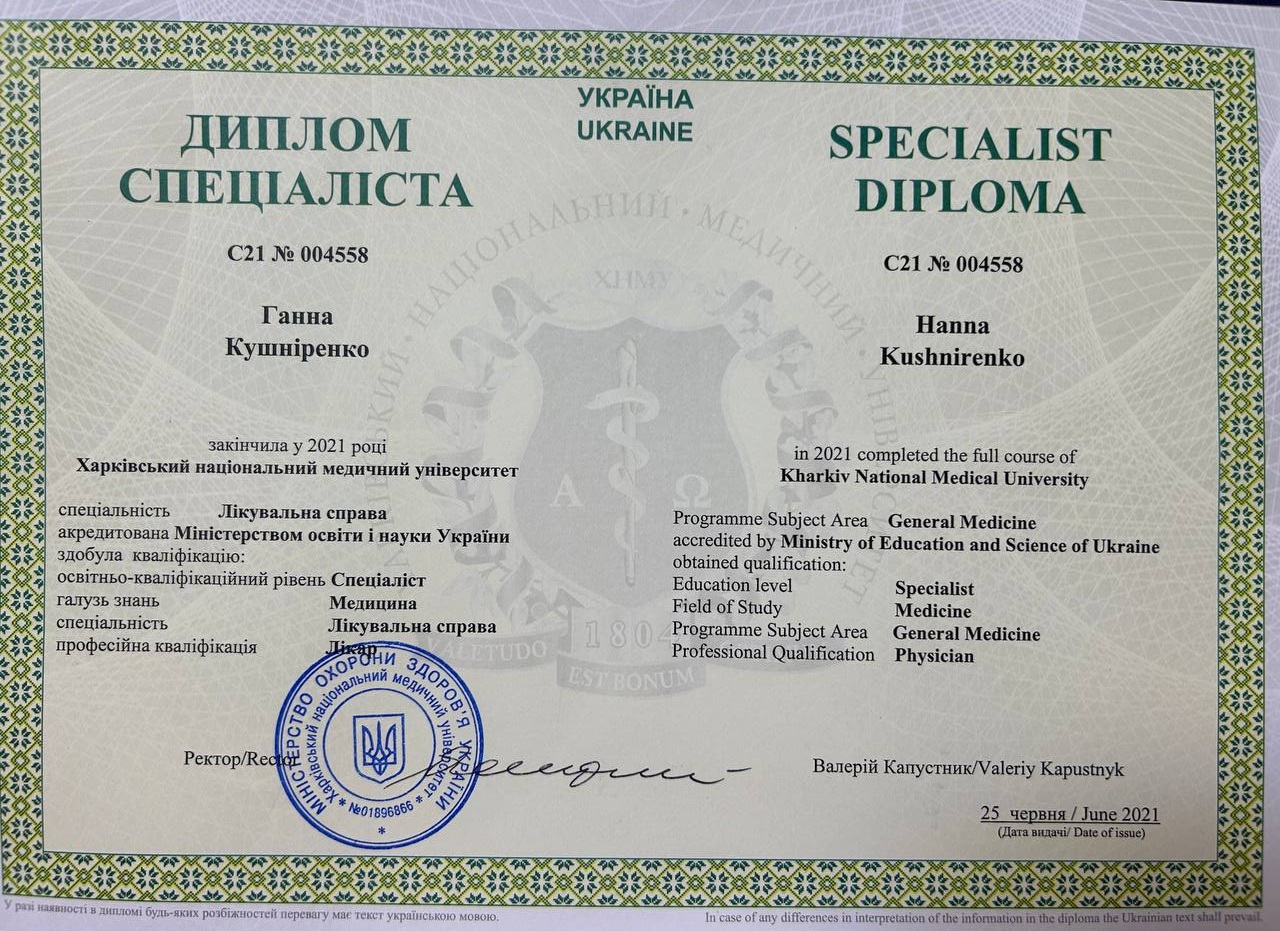 УКРАЇНА
UKRAINE
ДИПЛОМ
СПЕЦІАЛІСТА
С21 № 004558
Ганна
Кушніренко
закінчила у 2021 році
Харківський національний медичний університет
спеціальність Лікувальна справа
акредитована Міністерством освіти і науки України
здобула кваліфікацію:
освітньо-кваліфікаційний рівень Спеціаліст
галузь знань Медицина
спеціальність Лікувальна справа
професійна кваліфікація Лікар
SPECIALIST
DIPLOMA
C21 № 004558
Hanna
Kushnirenko
in 2021 completed the full course of
Kharkiv National Medical University
Programme Subject Area General Medicine
accredited by Ministry of Education and Science of Ukraine
obtained qualification:
Education level Specialist
Field of Study Medicine
Programme Subject Area General Medicine
Professional Qualification Physician
НАЦІОНАЛЬНИЙ · МЕДИЧНИЙ · УНІВЕРСИТЕТ
ХНМУ
Α Ω
1804
EST BONUM
МІНІСТЕРСТВО ОХОРОНИ ЗДОРОВ'Я УКРАЇНИ
Харківський національний медичний університет
* №01896866 *
Ректор/Rector
Валерій Капустник/Valeriy Kapustnyk
25 червня / June 2021
(Дата видачі/ Date of issue)
У разі наявності в дипломі будь-яких розбіжностей перевагу має текст українською мовою.
In case of any differences in interpretation of the information in the diploma the Ukrainian text shall prevail.